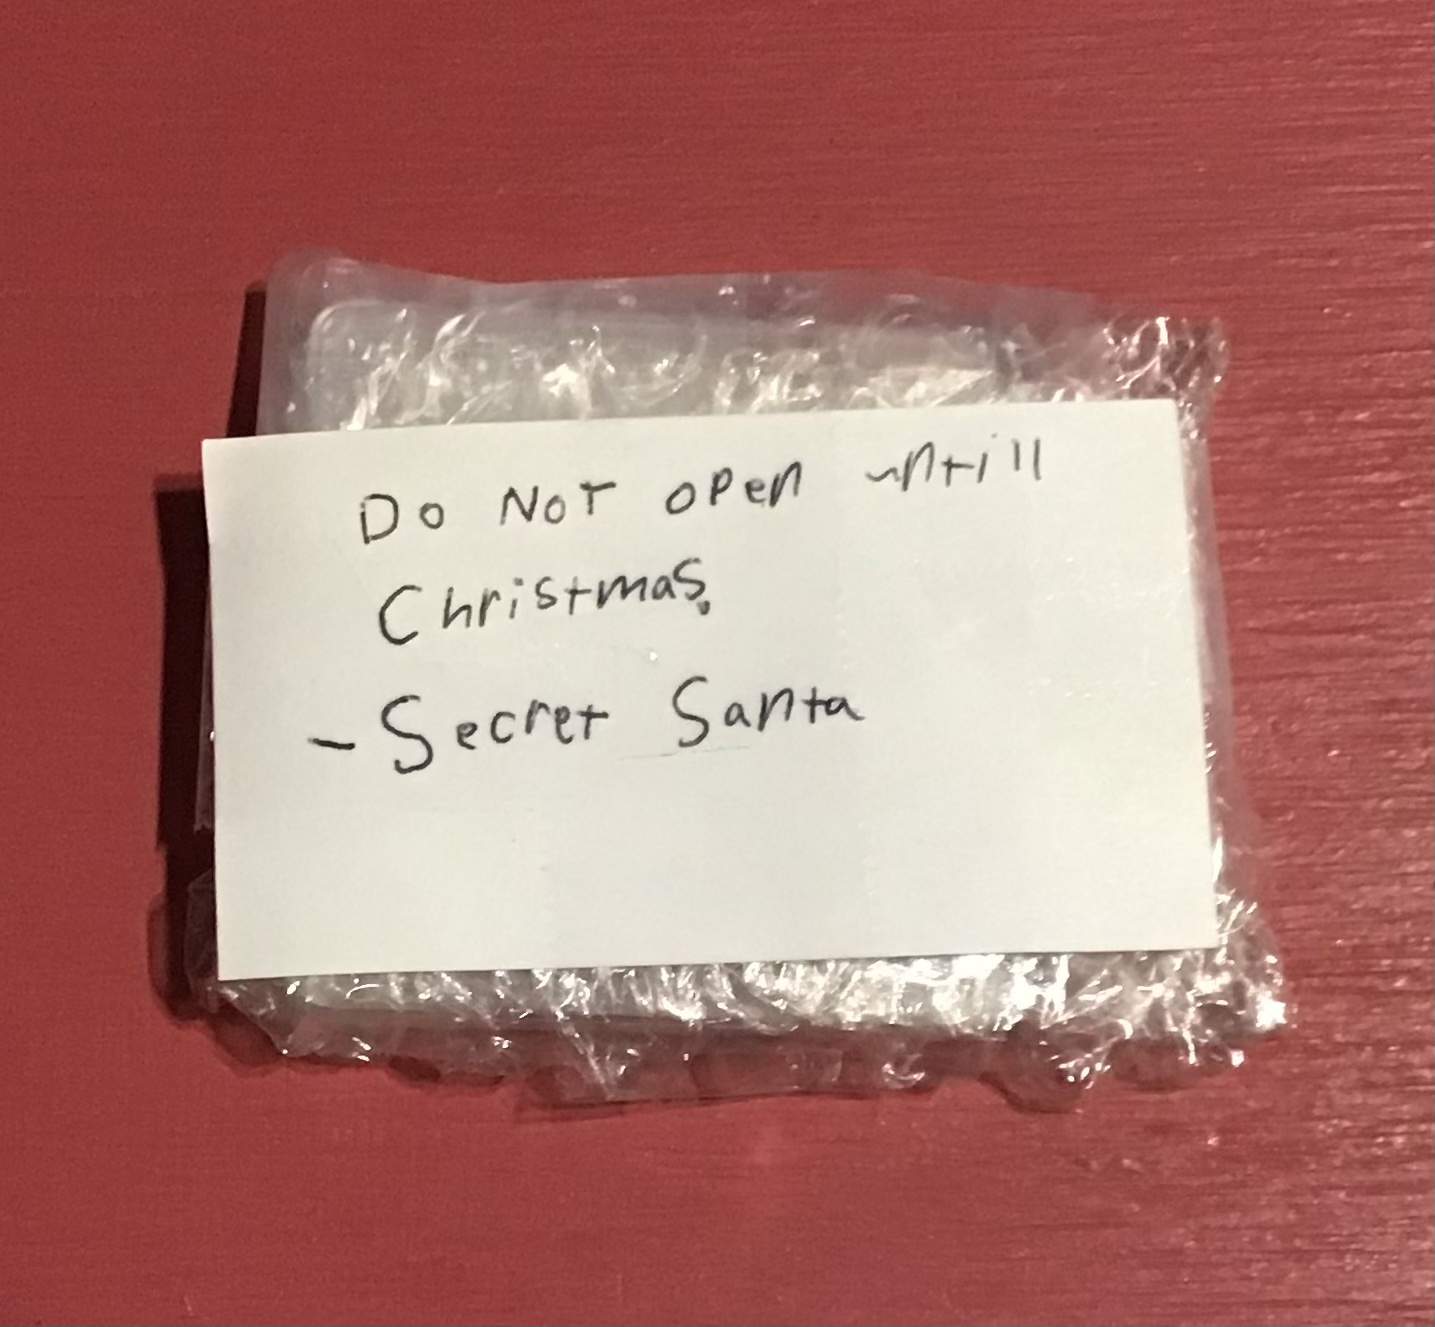 Do NOT open untill
Christmas.
- Secret Santa